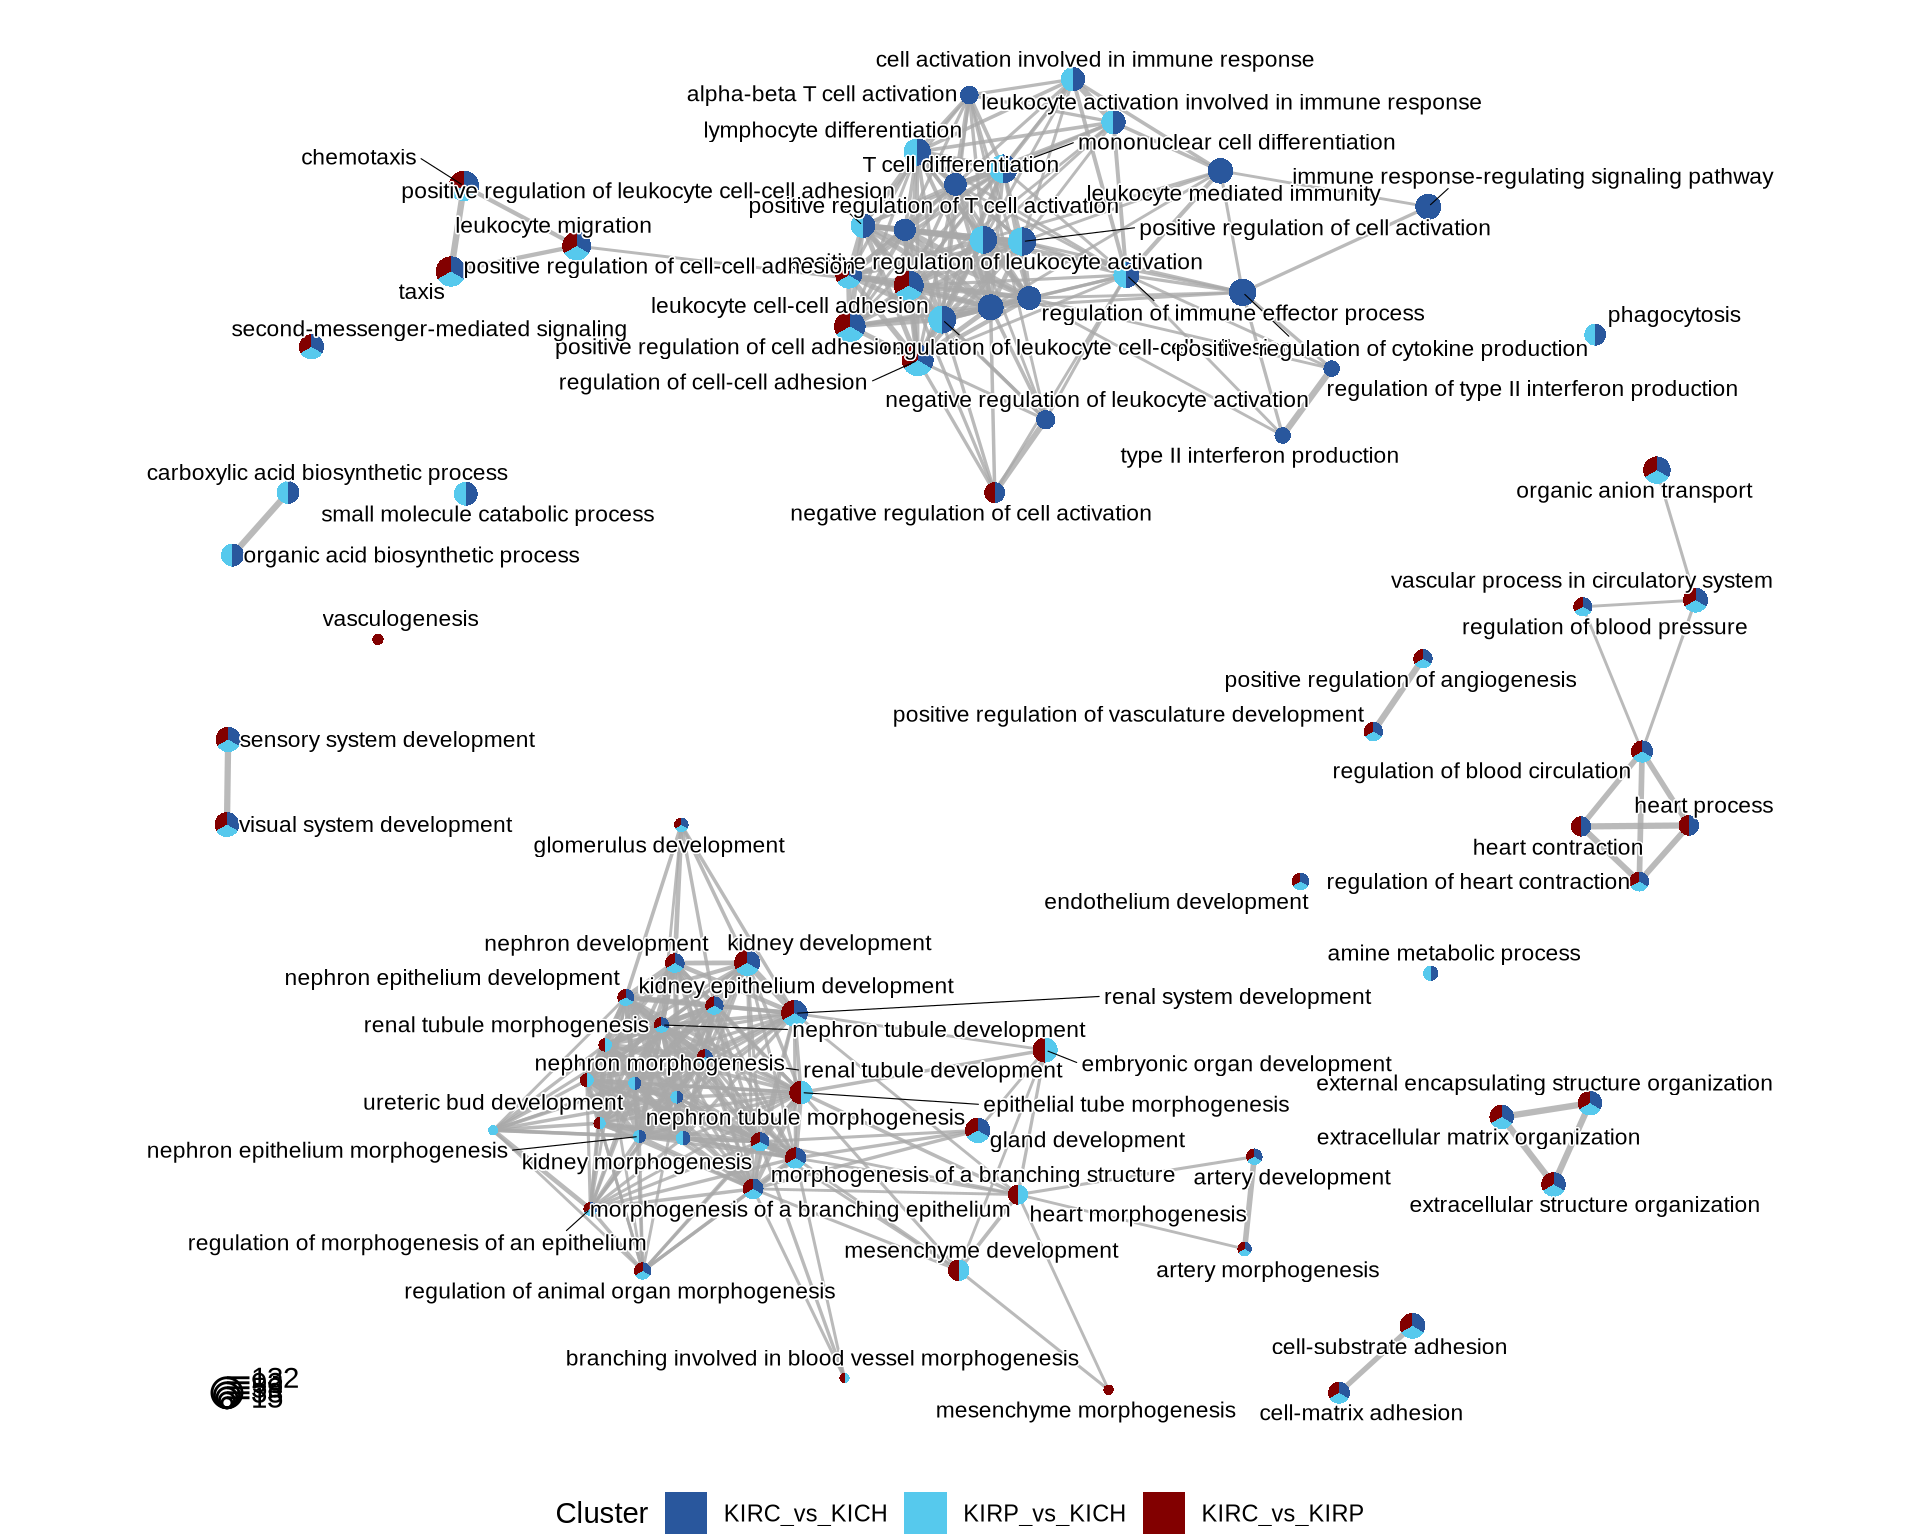 cell activation involved in immune response
alpha-beta T cell activation
leukocyte activation involved in immune response
lymphocyte differentiation
mononuclear cell differentiation
chemotaxis
T cell differentiation
immune response-regulating signaling pathway
positive regulation of leukocyte cell-cell adhesion
leukocyte mediated immunity
positive regulation of T cell activation
leukocyte migration
positive regulation of cell activation
positive regulation of cell-cell adhesion
positive regulation of leukocyte activation
taxis
leukocyte cell-cell adhesion
regulation of immune effector process
phagocytosis
second-messenger-mediated signaling
positive regulation of cell adhesion
regulation of leukocyte cell-cell
positive regulation of cytokine production
regulation of cell-cell adhesion
regulation of type II interferon production
negative regulation of leukocyte activation
type II interferon production
carboxylic acid biosynthetic process
organic anion transport
small molecule catabolic process
negative regulation of cell activation
organic acid biosynthetic process
vascular process in circulatory system
vasculogenesis
regulation of blood pressure
positive regulation of angiogenesis
positive regulation of vasculature development
sensory system development
regulation of blood circulation
heart process
visual system development
glomerulus development
heart contraction
regulation of heart contraction
endothelium development
nephron development
kidney development
amine metabolic process
nephron epithelium development
kidney epithelium development
renal system development
renal tubule morphogenesis
nephron tubule development
nephron morphogenesis
renal tubule development
embryonic organ development
external encapsulating structure organization
ureteric bud development
epithelial tube morphogenesis
nephron tubule morphogenesis
extracellular matrix organization
gland development
nephron epithelium morphogenesis
kidney morphogenesis
morphogenesis of a branching structure
artery development
extracellular structure organization
morphogenesis of a branching epithelium
heart morphogenesis
regulation of morphogenesis of an epithelium
mesenchyme development
artery morphogenesis
regulation of animal organ morphogenesis
cell-substrate adhesion
branching involved in blood vessel morphogenesis
mesenchyme morphogenesis
cell-matrix adhesion
132
Cluster
KIRC_vs_KICH
KIRP_vs_KICH
KIRC_vs_KIRP